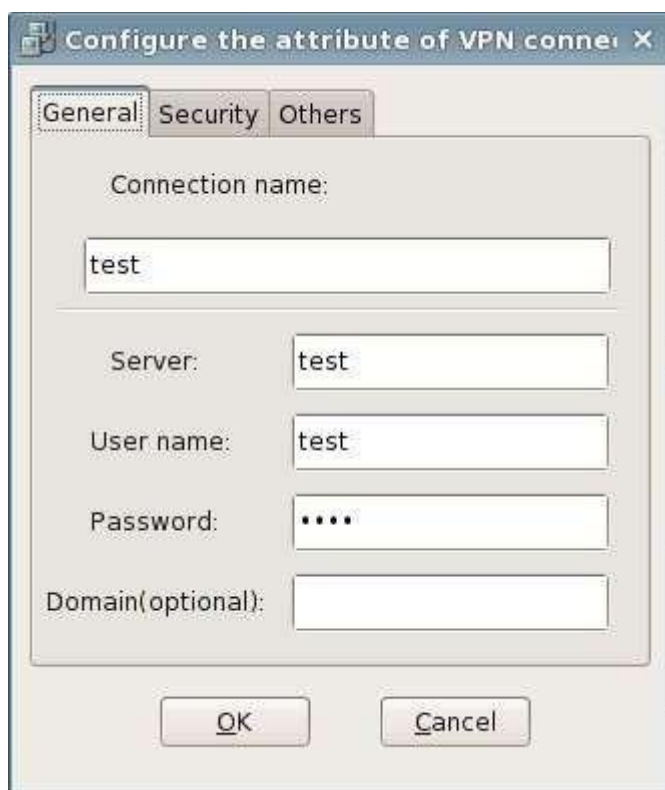 Configure the attribute of VPN conne
General Security Others
Connection name:
test
Server: test
User name: test
Password: ••••
Domain(optional):
OK Cancel